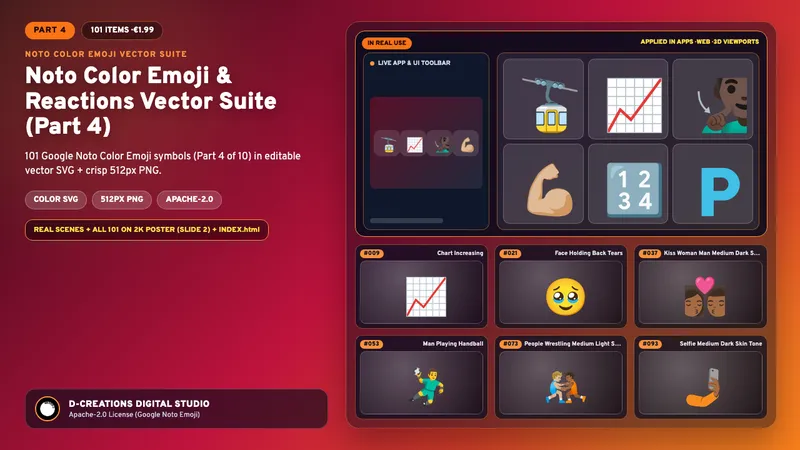 PART 4
101 ITEMS ·€1.99
NOTO COLOR EMOJI VECTOR SUITE
Noto Color Emoji &
Reactions Vector Suite
(Part 4)
101 Google Noto Color Emoji symbols (Part 4 of 10) in editable
vector SVG + crisp 512px PNG.
COLOR SVG
512PX PNG
APACHE-2.0
REAL SCENES + ALL 101 ON 2K POSTER (SLIDE 2) + INDEX.html
D-CREATIONS DIGITAL STUDIO
Apache-2.0 License (Google Noto Emoji)
IN REAL USE
APPLIED IN APPS ·WEB ·3D VIEWPORTS
LIVE APP & UI TOOLBAR
1 2
3 4
P
#009
Chart Increasing
#021
Face Holding Back Tears
#037
Kiss Woman Man Medium Dark S...
#053
Man Playing Handball
#073
People Wrestling Medium Light S...
#093
Selfie Medium Dark Skin Tone